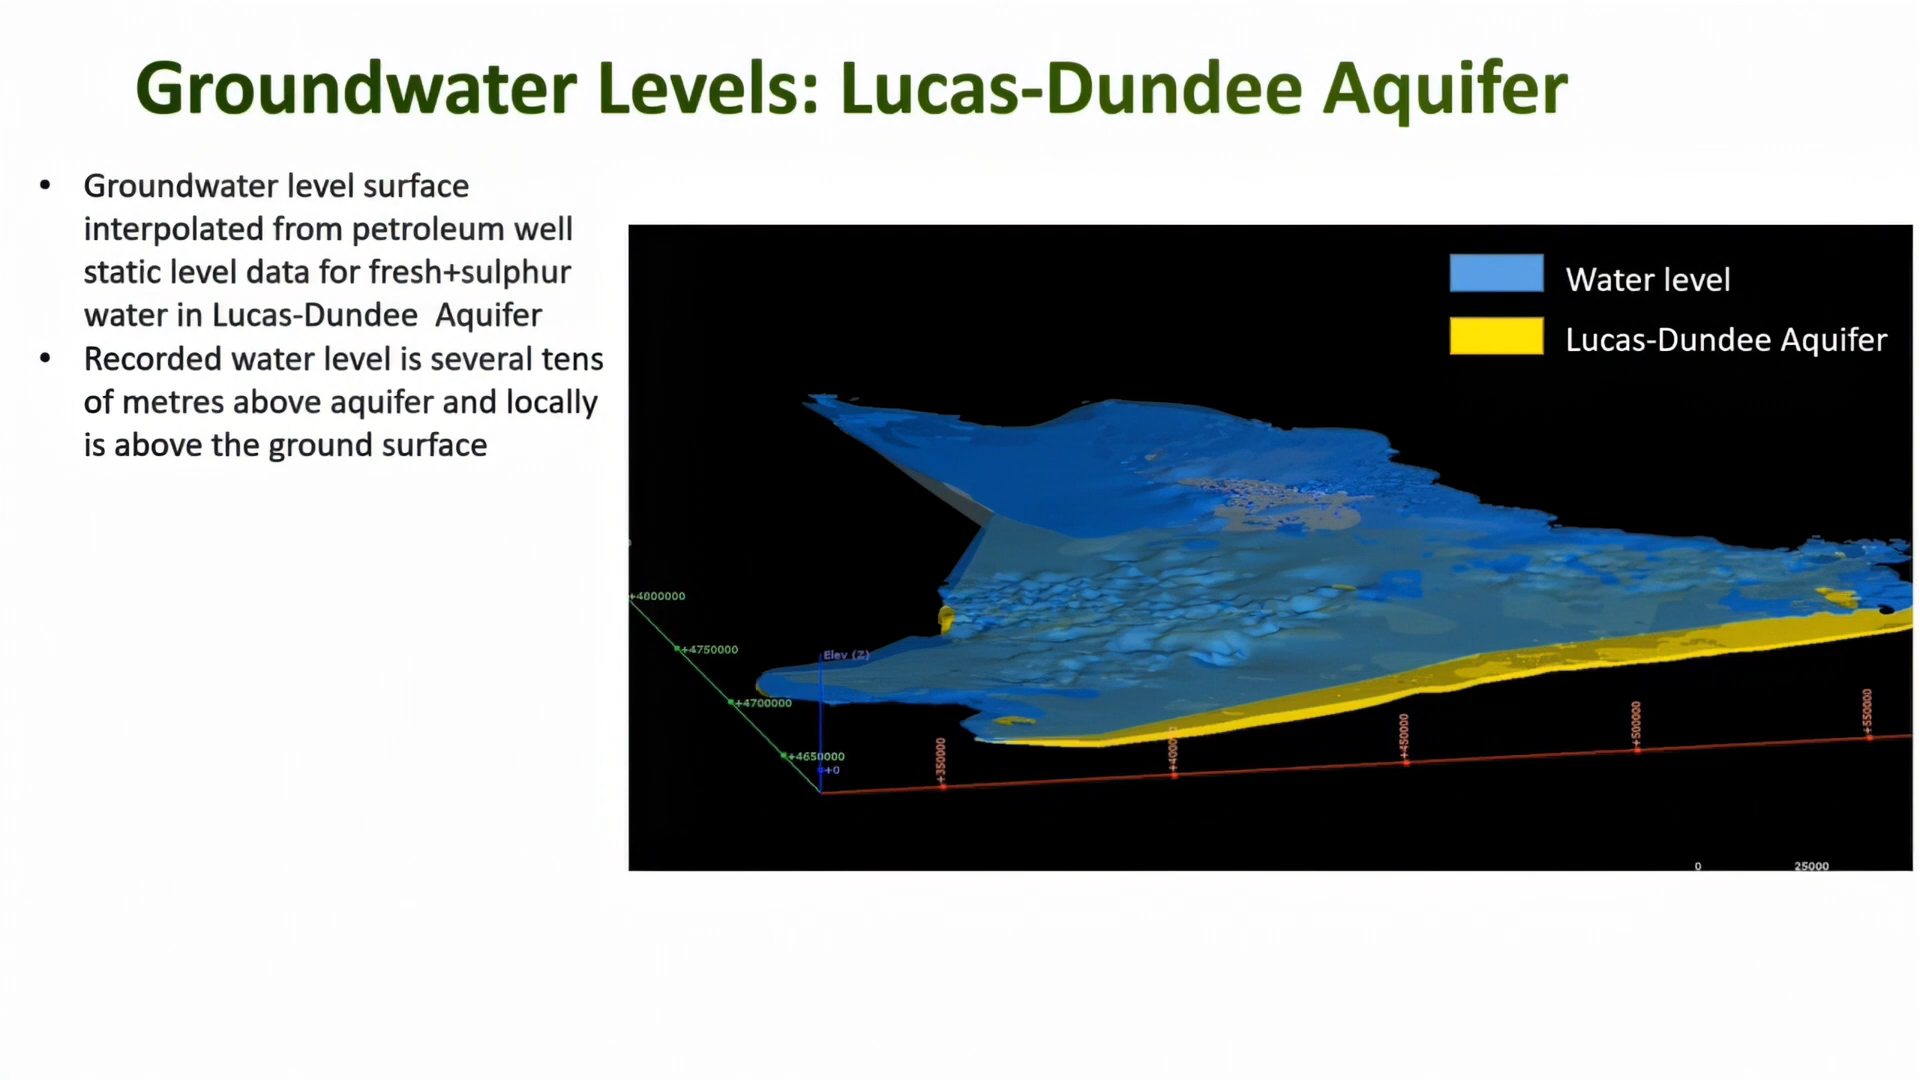 Groundwater Levels: Lucas-Dundee Aquifer
• Groundwater level surface
interpolated from petroleum well
static level data for fresh+sulphur
water in Lucas-Dundee Aquifer
• Recorded water level is several tens
of metres above aquifer and locally
is above the ground surface
Water level
Lucas-Dundee Aquifer
+4800000
+4750000
+4700000
+4650000
Elev (Z)
+0
+350000
+400000
+450000
+500000
+550000
0 25000